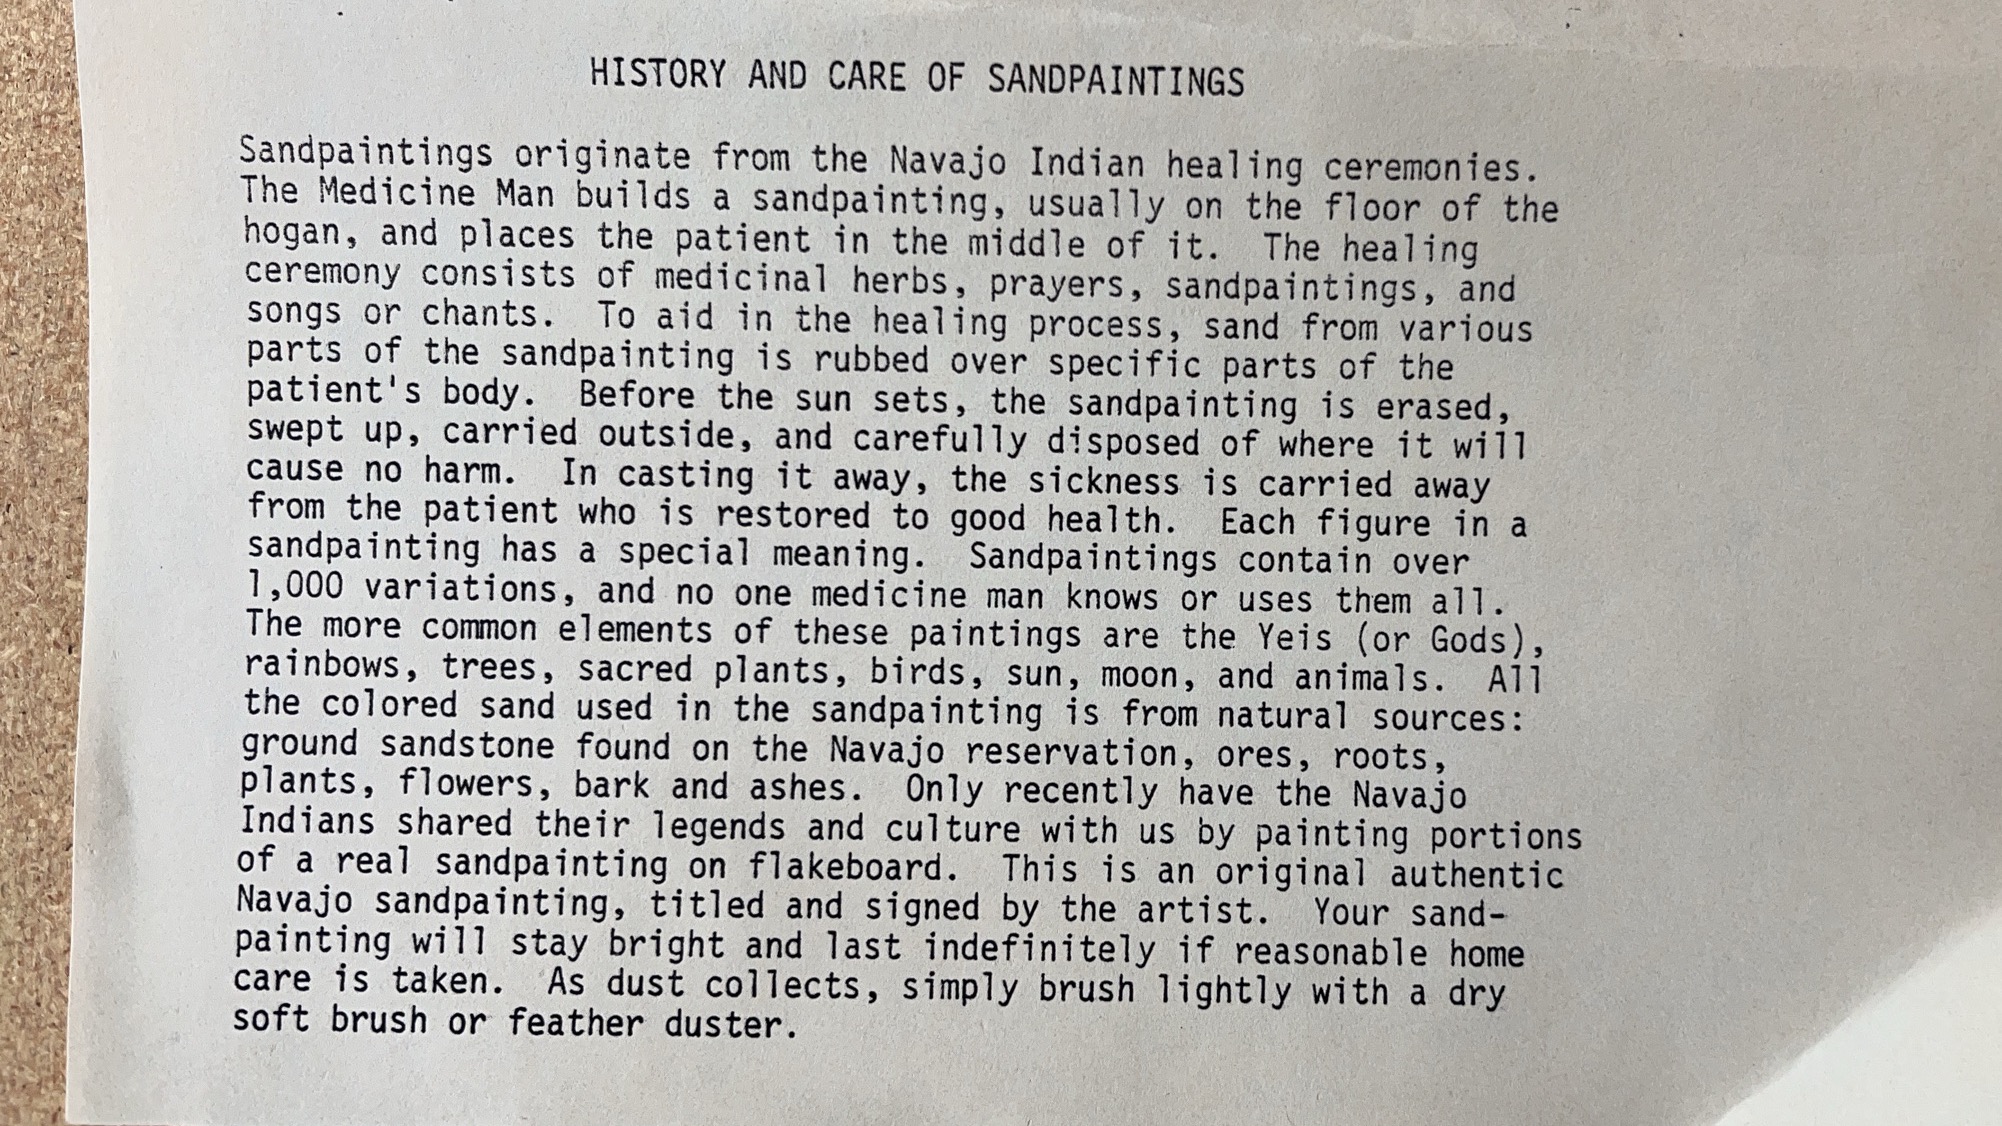 HISTORY AND CARE OF SANDPAINTINGS
Sandpaintings originate from the Navajo Indian healing ceremonies.
The Medicine Man builds a sandpainting, usually on the floor of the
hogan, and places the patient in the middle of it.  The healing
ceremony consists of medicinal herbs, prayers, sandpaintings, and
songs or chants.  To aid in the healing process, sand from various
parts of the sandpainting is rubbed over specific parts of the
patient's body.  Before the sun sets, the sandpainting is erased,
swept up, carried outside, and carefully disposed of where it will
cause no harm.  In casting it away, the sickness is carried away
from the patient who is restored to good health.  Each figure in a
sandpainting has a special meaning.  Sandpaintings contain over
1,000 variations, and no one medicine man knows or uses them all.
The more common elements of these paintings are the Yeis (or Gods),
rainbows, trees, sacred plants, birds, sun, moon, and animals.  All
the colored sand used in the sandpainting is from natural sources:
ground sandstone found on the Navajo reservation, ores, roots,
plants, flowers, bark and ashes.  Only recently have the Navajo
Indians shared their legends and culture with us by painting portions
of a real sandpainting on flakeboard.  This is an original authentic
Navajo sandpainting, titled and signed by the artist.  Your sand-
painting will stay bright and last indefinitely if reasonable home
care is taken.  As dust collects, simply brush lightly with a dry
soft brush or feather duster.